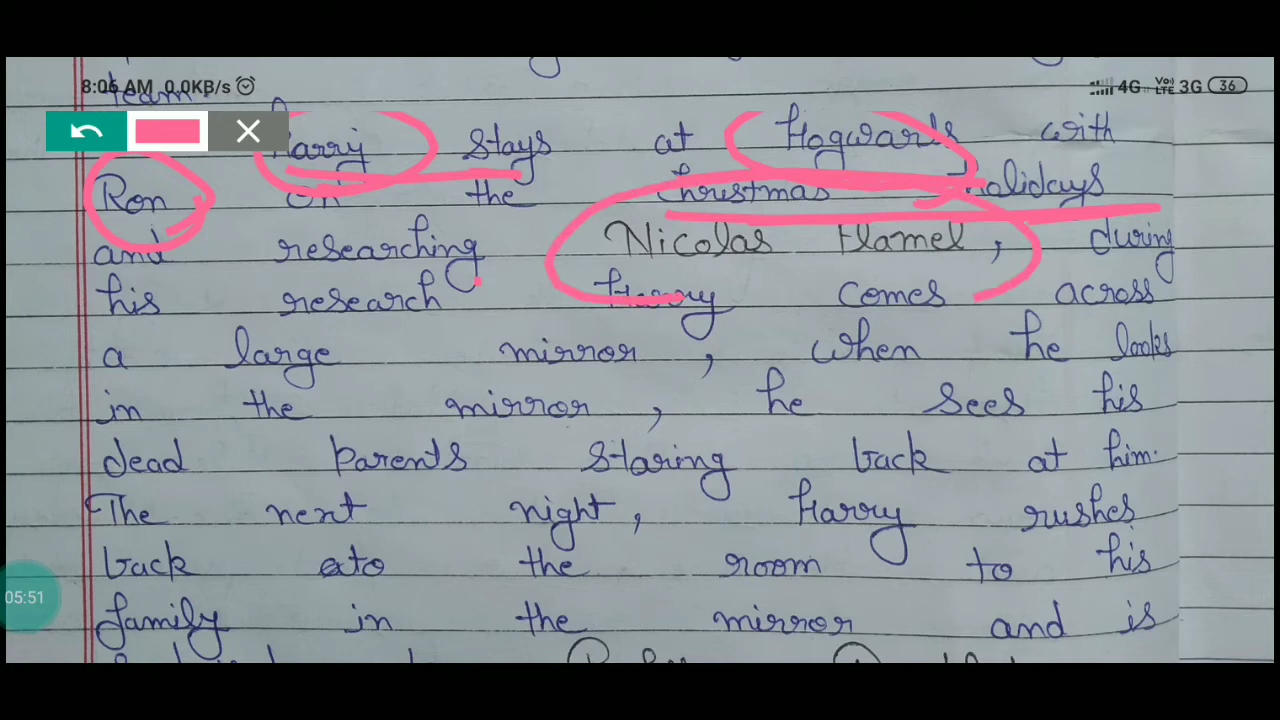 8:06 AM 0.0KB/s 4G VoLTE 3G 36
team.
Harry stays at Hogwarts with
Ron on the Christmas holidays
and researching Nicolas Flamel, during
his research Harry comes across
a large mirror, when he looks
in the mirror, he sees his
dead parents staring back at him.
The next night, Harry rushes
back to the room to his
05:51
family in the mirror and is